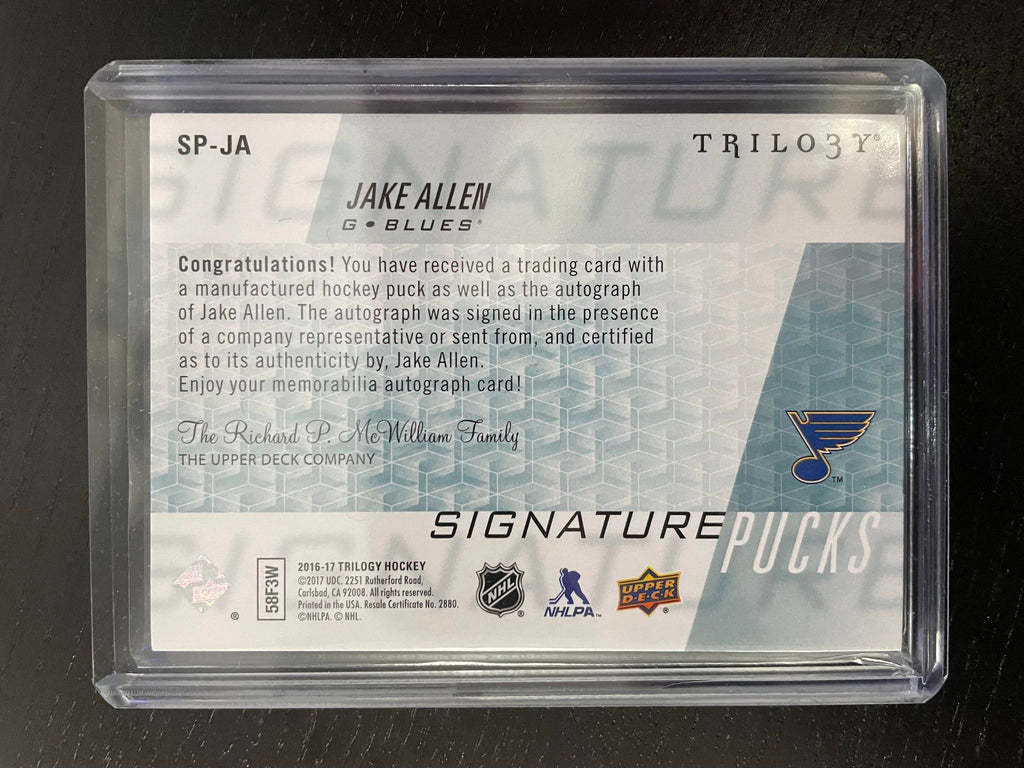 SP-JA
TRILO3Y®
JAKE ALLEN
G • BLUES®
Congratulations! You have received a trading card with
a manufactured hockey puck as well as the autograph
of Jake Allen. The autograph was signed in the presence
of a company representative or sent from, and certified
as to its authenticity by, Jake Allen.
Enjoy your memorabilia autograph card!
The Richard P. McWilliam Family
THE UPPER DECK COMPANY
TM
SIGNATURE PUCKS
SIGNATURE
SIGNATURE
®
58F3W
2016-17 TRILOGY HOCKEY
©2017 UDC. 2251 Rutherford Road,
Carlsbad, CA 92008. All rights reserved.
Printed in the USA. Resale Certificate No. 2880.
©NHLPA. © NHL.
NHL®
NHLPA™
UPPER
D·E·C·K®